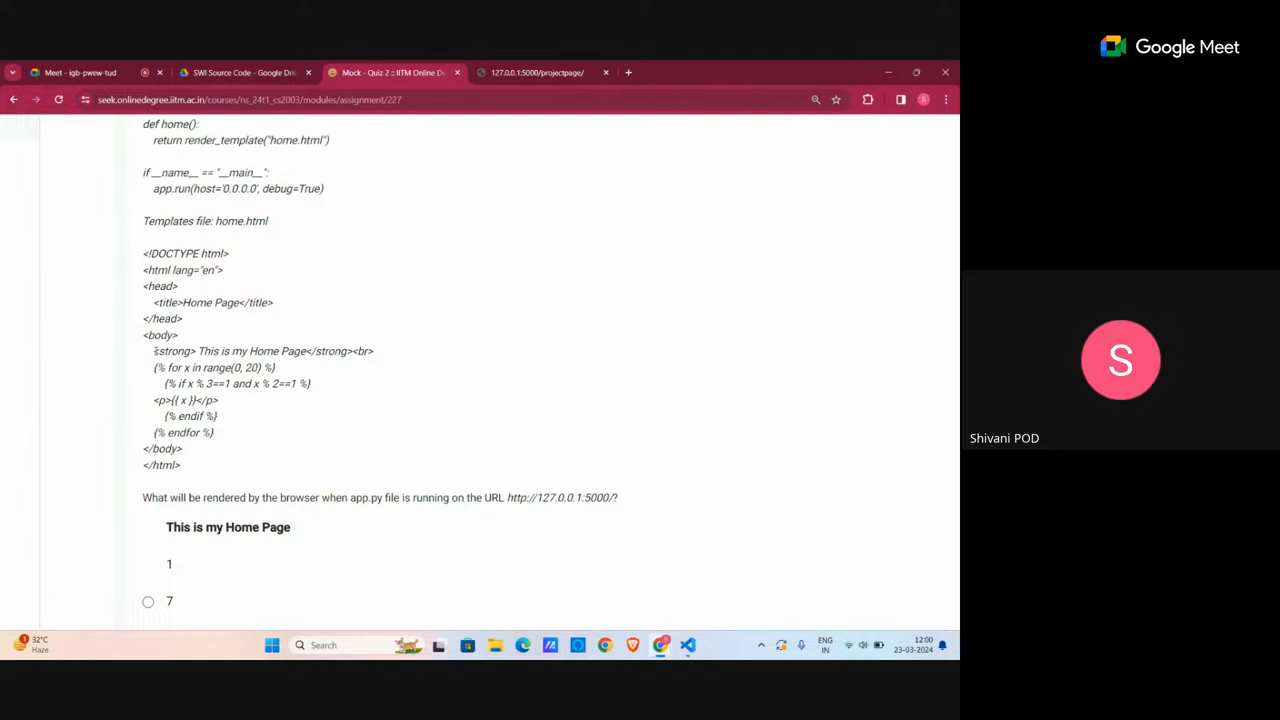 Google Meet
Meet - igb-pwew-tud
SWI Source Code - Google Dri
Mock - Quiz 2 :: IITM Online D
127.0.0.1:5000/projectpage/
seek.onlinedegree.iitm.ac.in/courses/ns_24t1_cs2003/modules/assignment/227
def home():
return render_template("home.html")
if __name__ == "__main__":
app.run(host='0.0.0.0', debug=True)
Templates file: home.html
<!DOCTYPE html>
<html lang="en">
<head>
<title>Home Page</title>
</head>
<body>
<strong> This is my Home Page</strong><br>
{% for x in range(0, 20) %}
{% if x % 3==1 and x % 2==1 %}
<p>{{ x }}</p>
{% endif %}
{% endfor %}
</body>
</html>
What will be rendered by the browser when app.py file is running on the URL http://127.0.0.1:5000/?
This is my Home Page
1
7
S
Shivani POD
32°C
Haze
Search
ENG
IN
12:00
23-03-2024